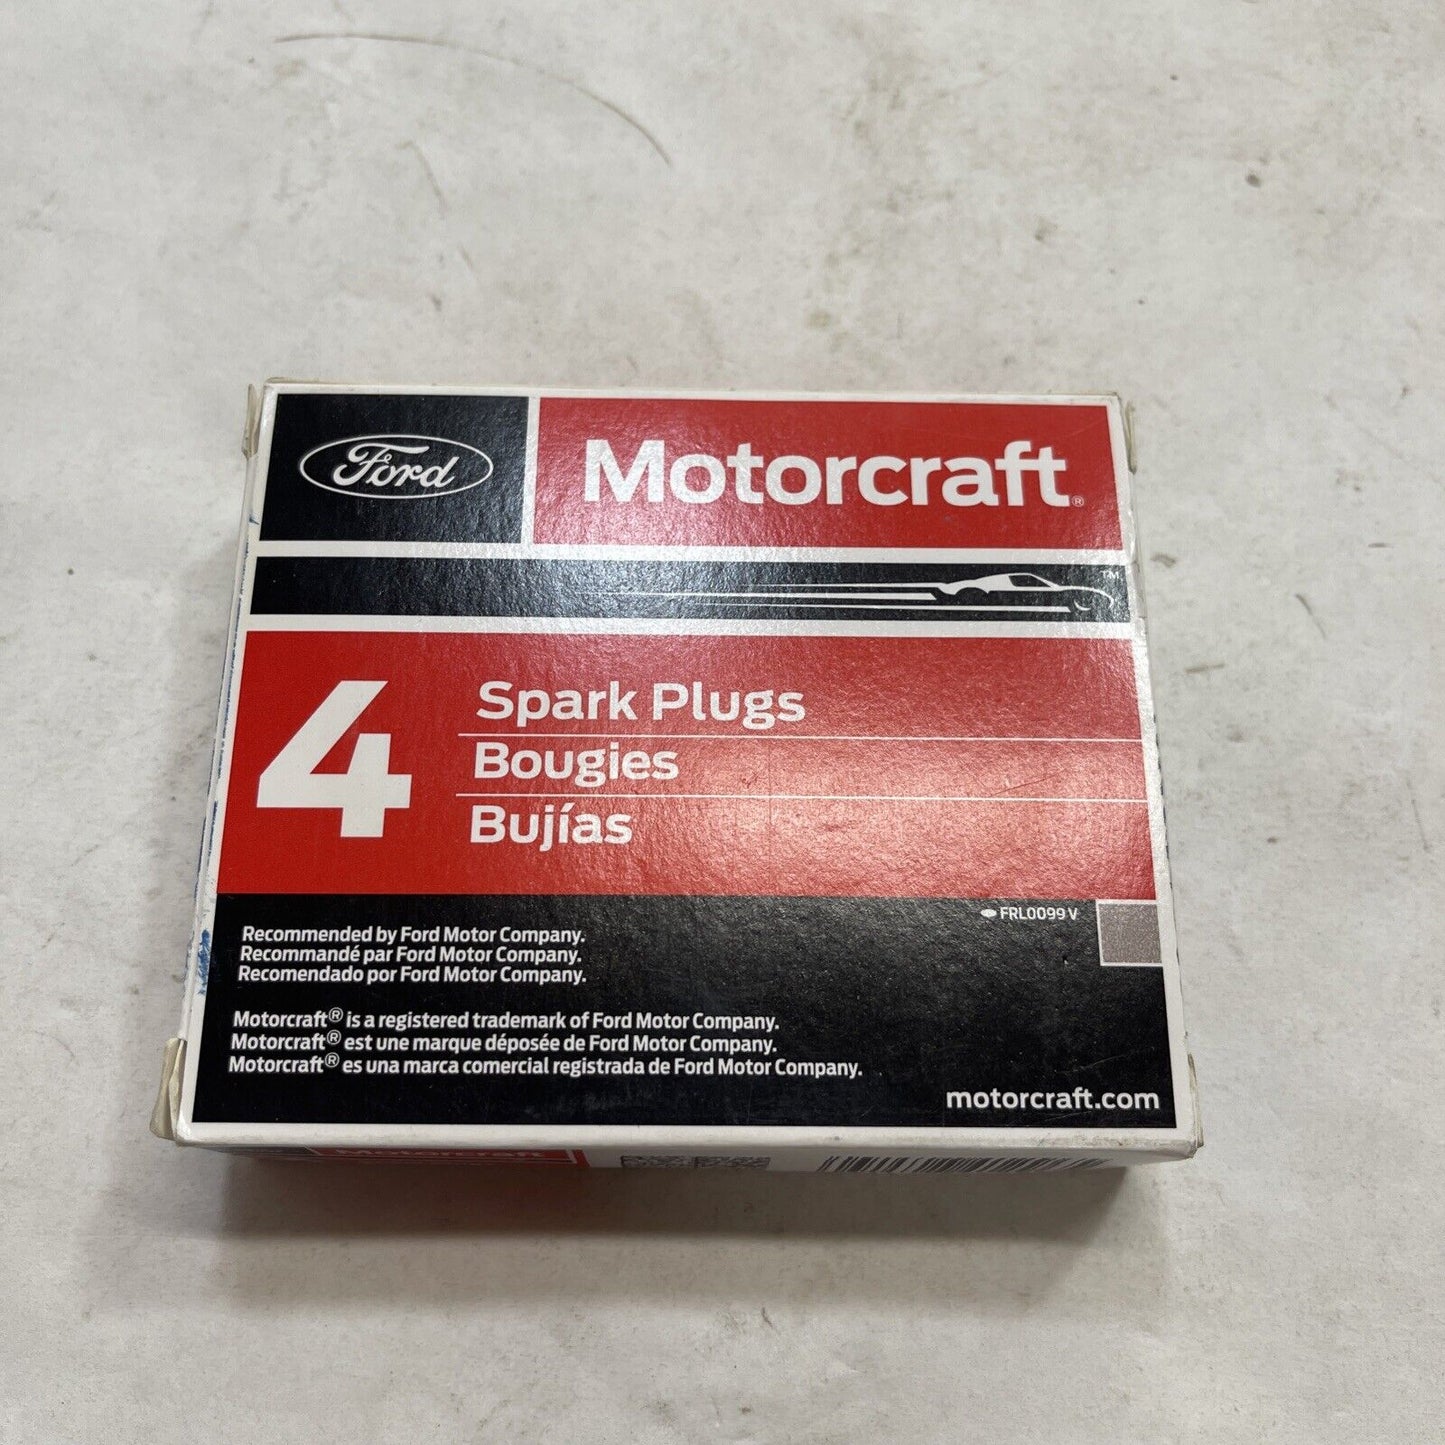 Ford
Motorcraft®
™
4
Spark Plugs
Bougies
Bujías
FRL0099 V
Recommended by Ford Motor Company.
Recommandé par Ford Motor Company.
Recomendado por Ford Motor Company.
Motorcraft® is a registered trademark of Ford Motor Company.
Motorcraft® est une marque déposée de Ford Motor Company.
Motorcraft® es una marca comercial registrada de Ford Motor Company.
motorcraft.com
Motorcraft